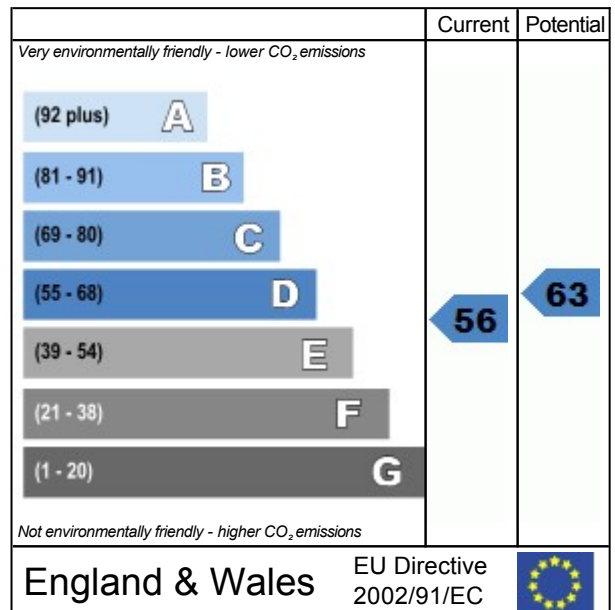 Current Potential
Very environmentally friendly - lower CO₂ emissions
(92 plus) A
(81 - 91) B
(69 - 80) C
(55 - 68) D
(39 - 54) E
(21 - 38) F
(1 - 20) G
56
63
Not environmentally friendly - higher CO₂ emissions
England & Wales
EU Directive
2002/91/EC